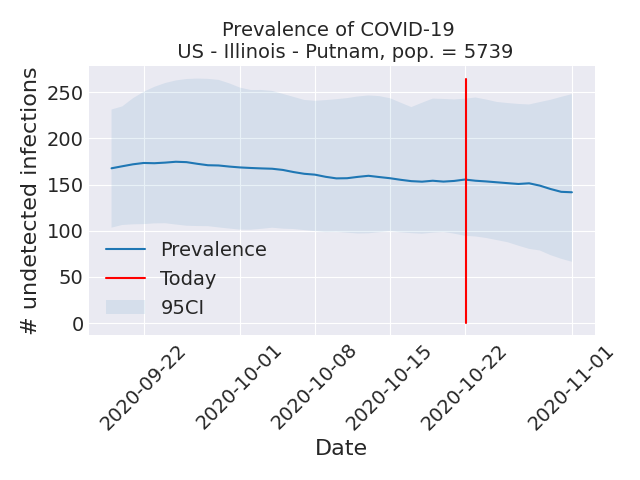 Prevalence of COVID-19
US - Illinois - Putnam, pop. = 5739
# undetected infections
250
200
150
100
50
0
Prevalence
Today
95CI
2020-09-22
2020-10-01
2020-10-08
2020-10-15
2020-10-22
2020-11-01
Date